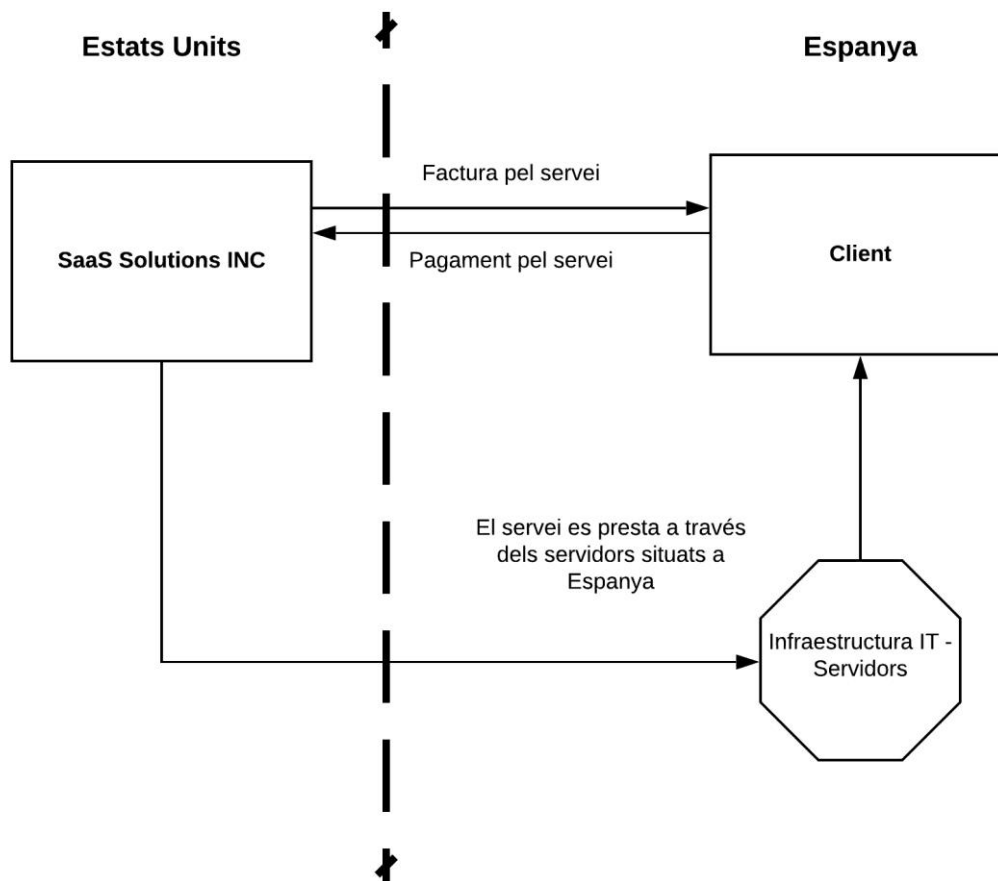 Estats Units
Espanya
Factura pel servei
SaaS Solutions INC
Pagament pel servei
Client
El servei es presta a través
dels servidors situats a
Espanya
Infraestructura IT -
Servidors